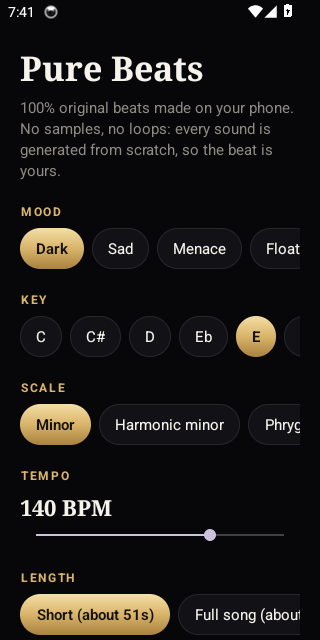 7:41
Pure Beats
100% original beats made on your phone.
No samples, no loops: every sound is
generated from scratch, so the beat is
yours.
MOOD
Dark Sad Menace Float
KEY
C C# D Eb E
SCALE
Minor Harmonic minor Phryg
TEMPO
140 BPM
LENGTH
Short (about 51s) Full song (about